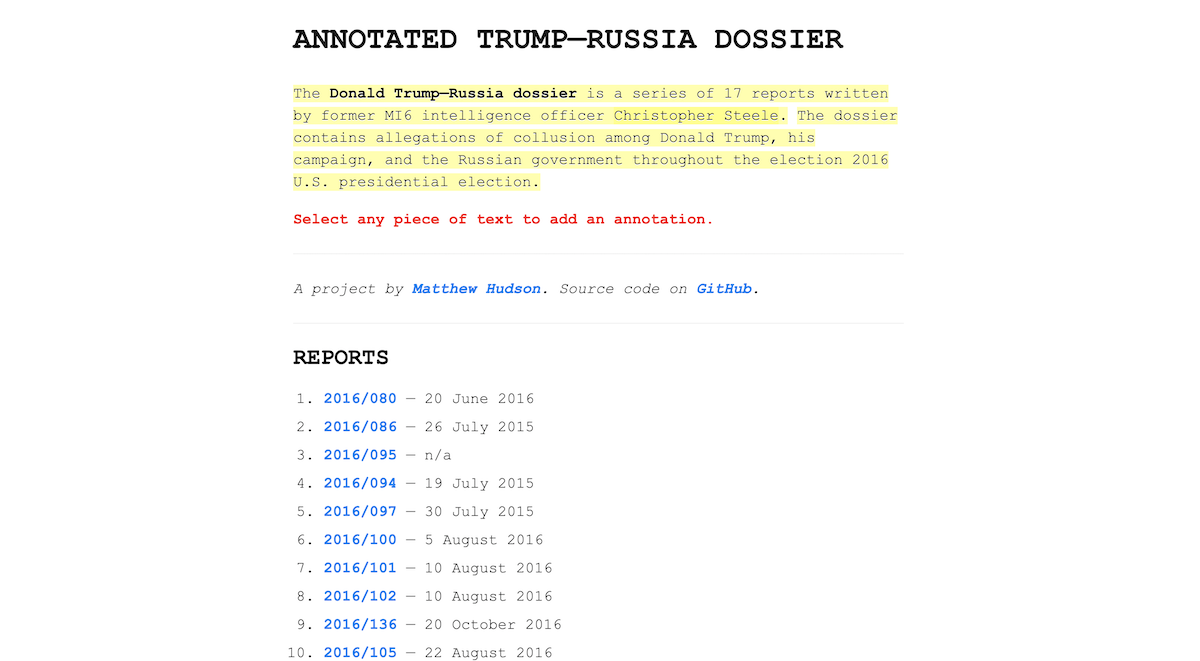 ANNOTATED TRUMP—RUSSIA DOSSIER
The Donald Trump—Russia dossier is a series of 17 reports written
by former MI6 intelligence officer Christopher Steele. The dossier
contains allegations of collusion among Donald Trump, his
campaign, and the Russian government throughout the election 2016
U.S. presidential election.
Select any piece of text to add an annotation.
A project by Matthew Hudson. Source code on GitHub.
REPORTS
1. 2016/080 — 20 June 2016
2. 2016/086 — 26 July 2015
3. 2016/095 — n/a
4. 2016/094 — 19 July 2015
5. 2016/097 — 30 July 2015
6. 2016/100 — 5 August 2016
7. 2016/101 — 10 August 2016
8. 2016/102 — 10 August 2016
9. 2016/136 — 20 October 2016
10. 2016/105 — 22 August 2016